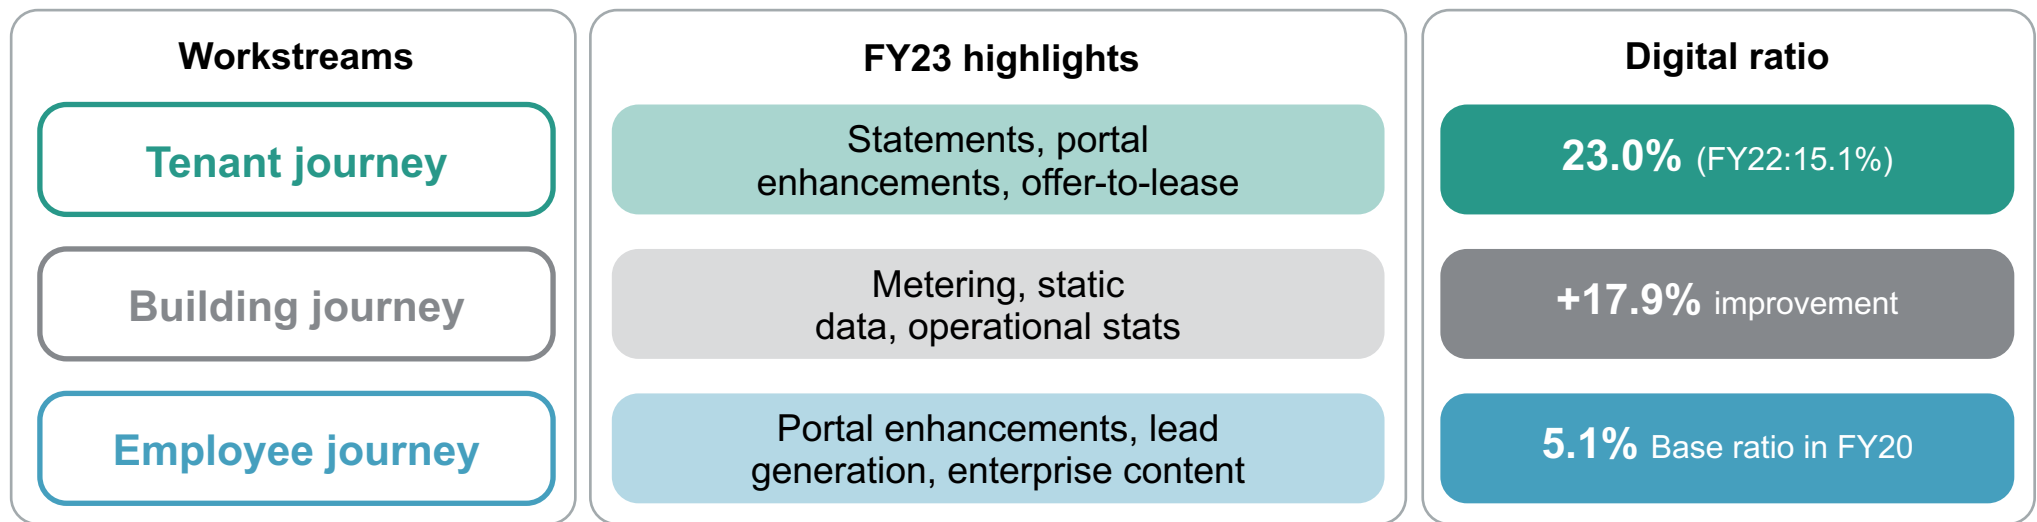 Workstreams
Tenant journey
Building journey
Employee journey
FY23 highlights
Statements, portal
enhancements, offer-to-lease
Metering, static
data, operational stats
Portal enhancements, lead
generation, enterprise content
Digital ratio
23.0% (FY22:15.1%)
+17.9% improvement
5.1% Base ratio in FY20